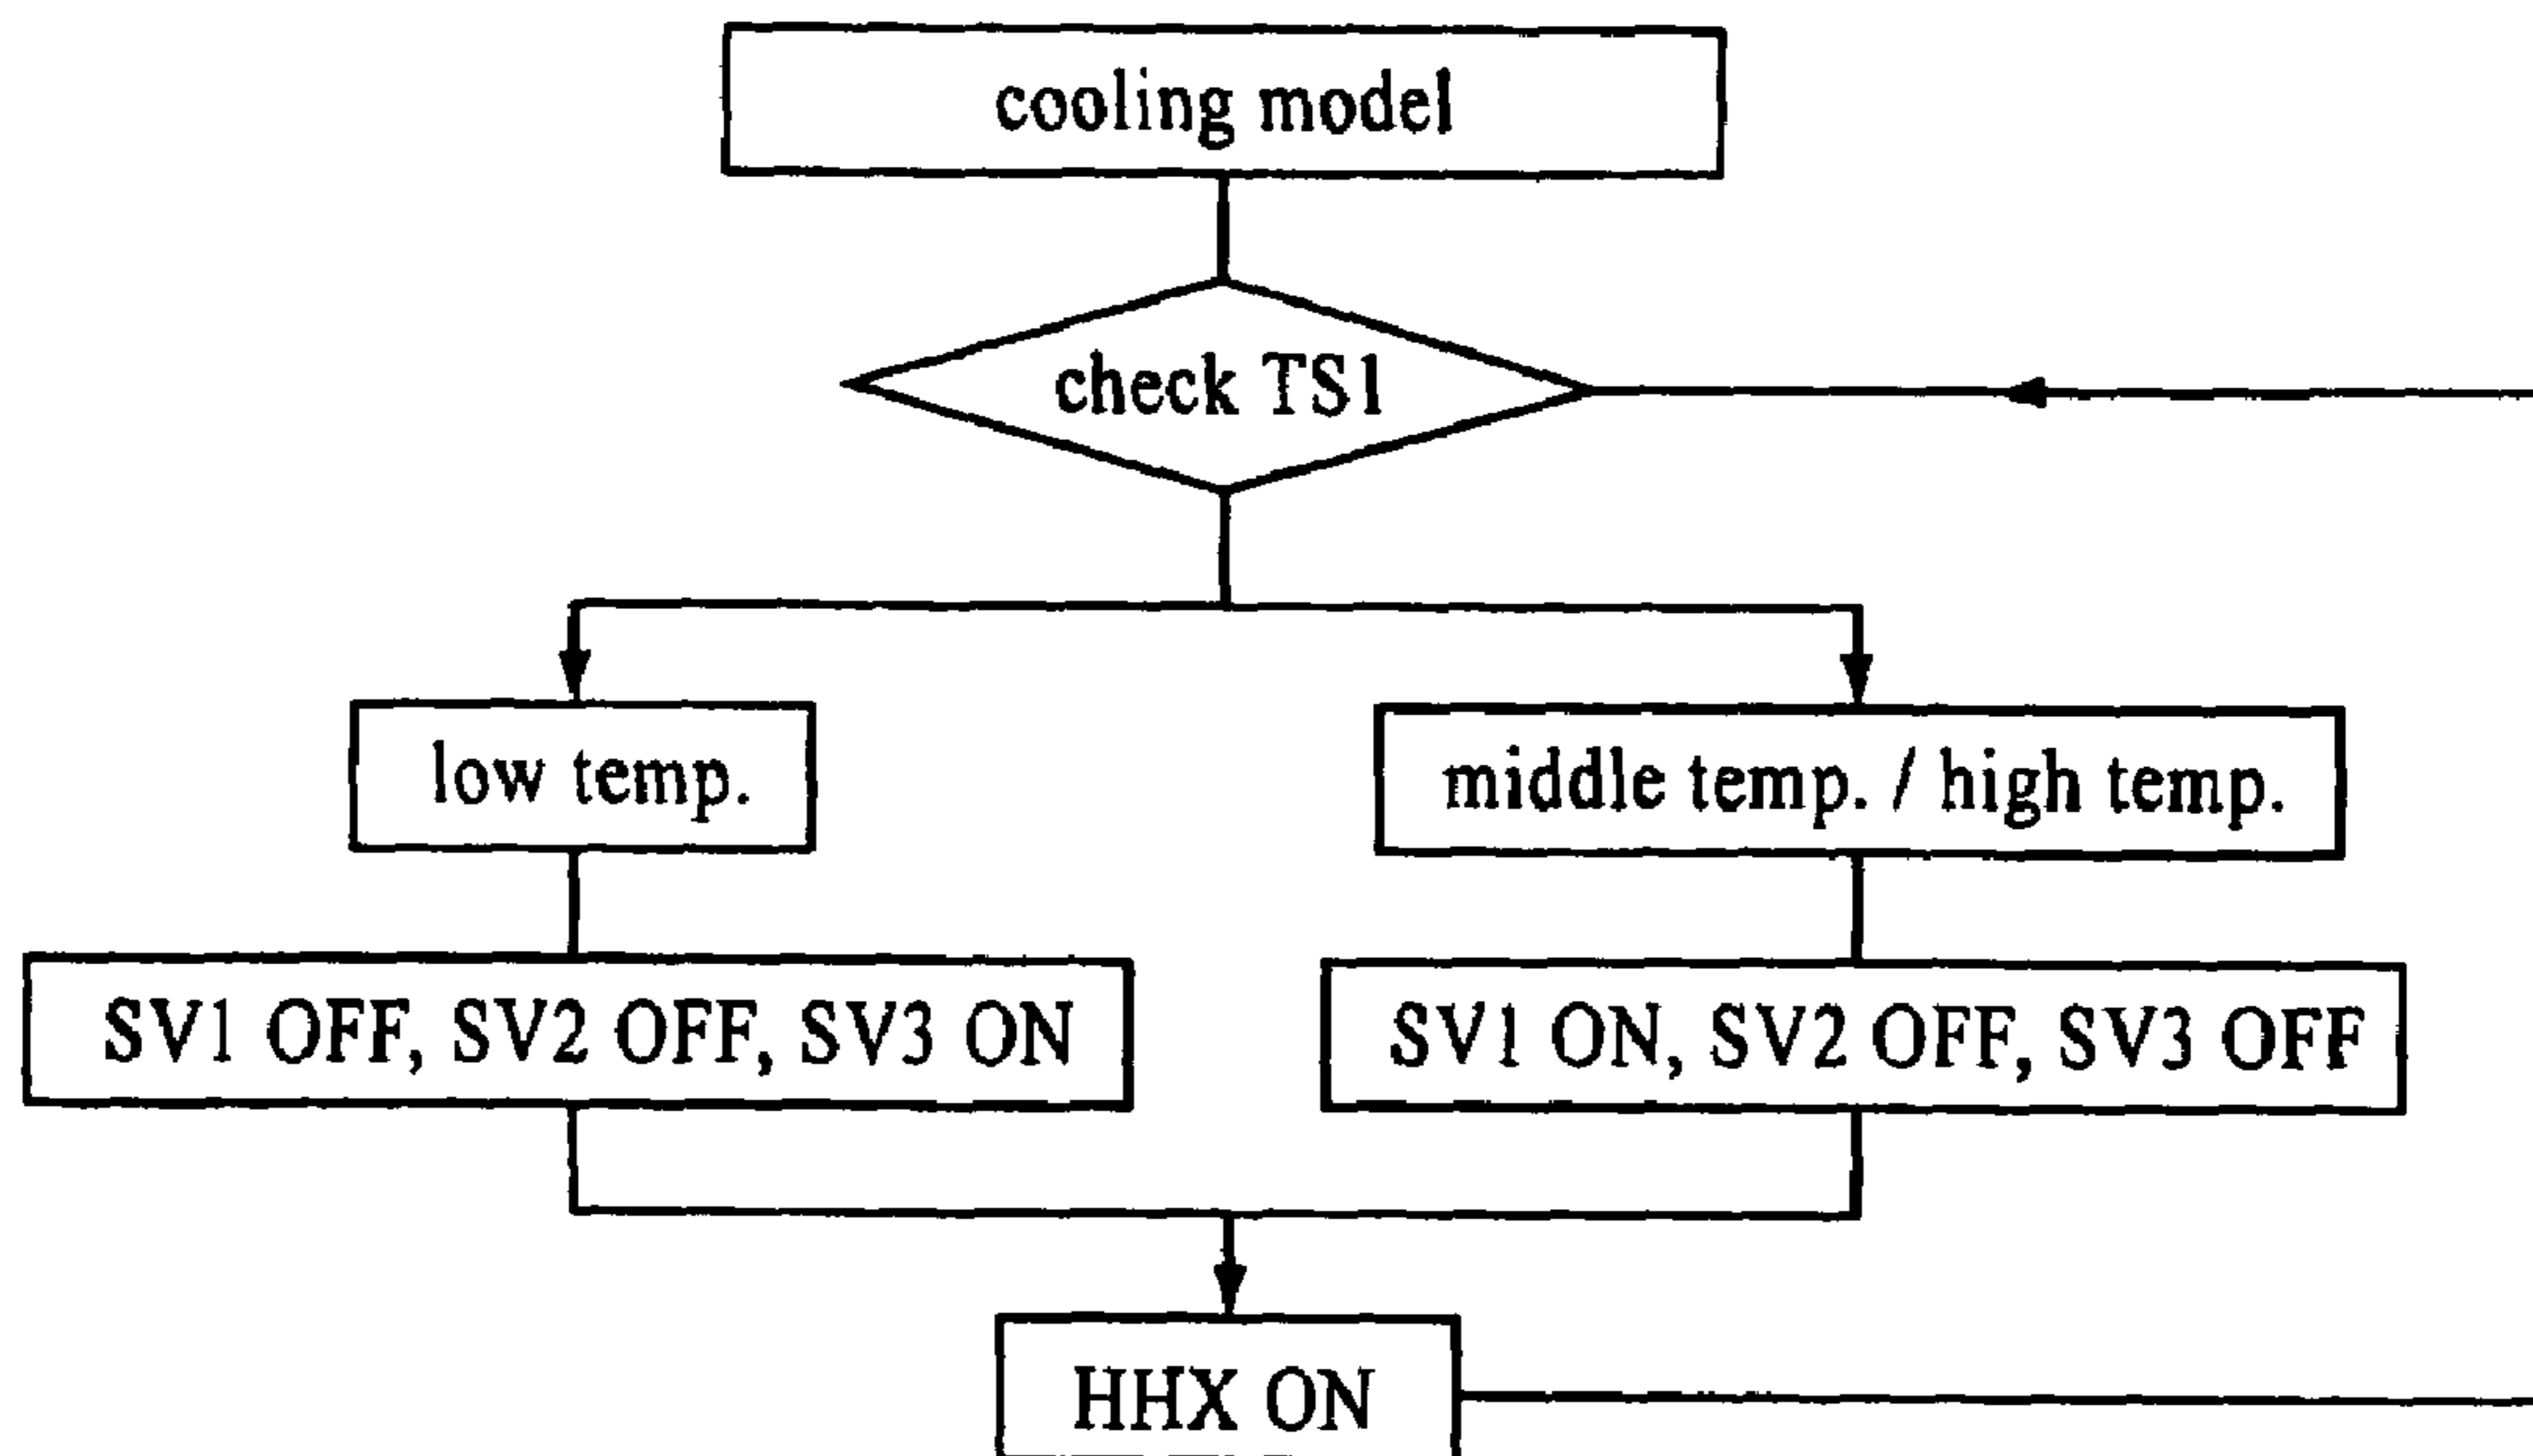 cooling model
check TS1
low temp.
middle temp. / high temp.
SV1 OFF, SV2 OFF, SV3 ON
SV1 ON, SV2 OFF, SV3 OFF
HHX ON